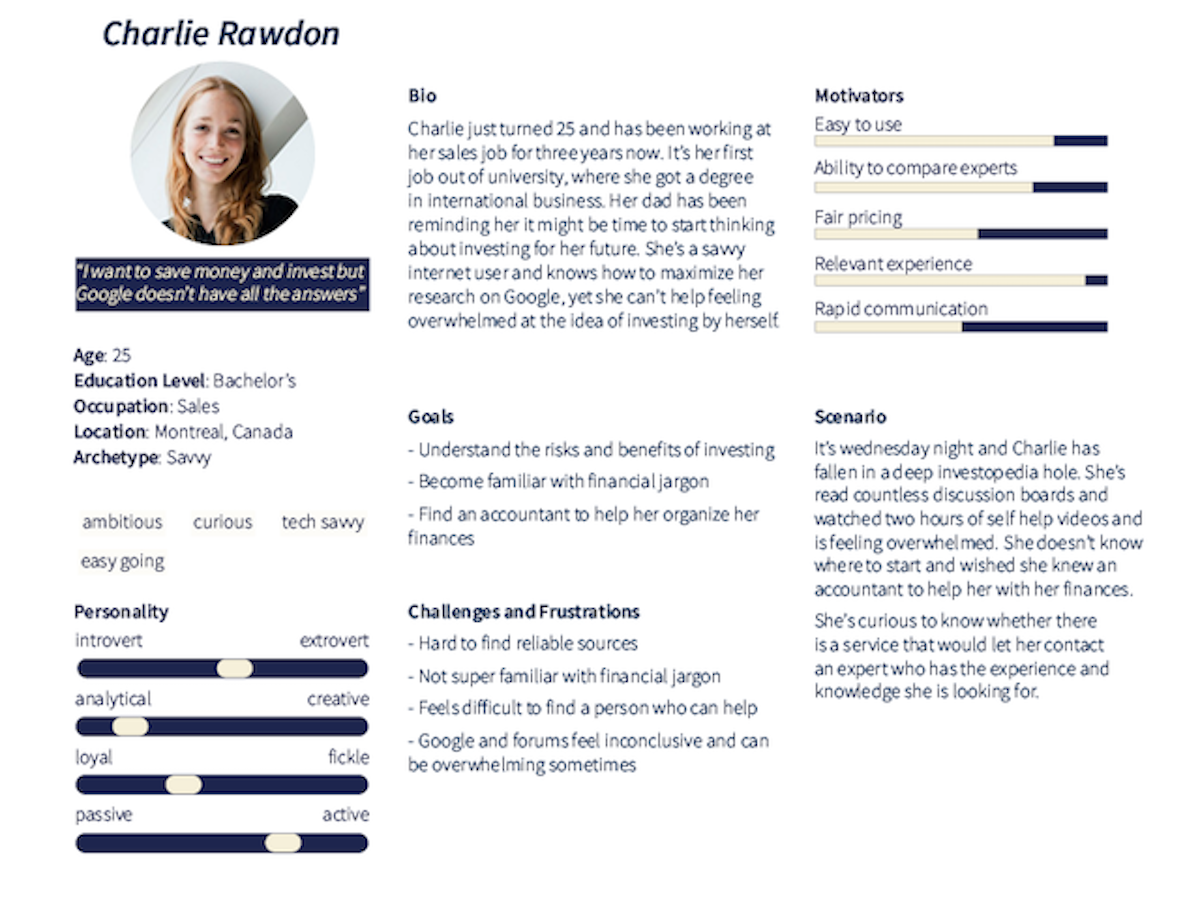 Charlie Rawdon
“I want to save money and invest but
Google doesn’t have all the answers”
Age: 25
Education Level: Bachelor’s
Occupation: Sales
Location: Montreal, Canada
Archetype: Savvy
ambitious curious tech savvy
easy going
Personality
introvert extrovert
analytical creative
loyal fickle
passive active
Bio
Charlie just turned 25 and has been working at
her sales job for three years now. It’s her first
job out of university, where she got a degree
in international business. Her dad has been
reminding her it might be time to start thinking
about investing for her future. She’s a savvy
internet user and knows how to maximize her
research on Google, yet she can’t help feeling
overwhelmed at the idea of investing by herself.
Goals
- Understand the risks and benefits of investing
- Become familiar with financial jargon
- Find an accountant to help her organize her
finances
Challenges and Frustrations
- Hard to find reliable sources
- Not super familiar with financial jargon
- Feels difficult to find a person who can help
- Google and forums feel inconclusive and can
be overwhelming sometimes
Motivators
Easy to use
Ability to compare experts
Fair pricing
Relevant experience
Rapid communication
Scenario
It’s wednesday night and Charlie has
fallen in a deep investopedia hole. She’s
read countless discussion boards and
watched two hours of self help videos and
is feeling overwhelmed. She doesn’t know
where to start and wished she knew an
accountant to help her with her finances.
She’s curious to know whether there
is a service that would let her contact
an expert who has the experience and
knowledge she is looking for.